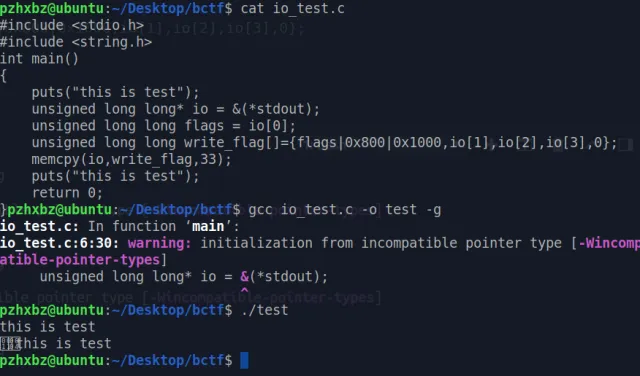 pzhxbz@ubuntu:~/Desktop/bctf$ cat io_test.c
#include <stdio.h>
#include <string.h>
int main()
{
    puts("this is test");
    unsigned long long* io = &(*stdout);
    unsigned long long flags = io[0];
    unsigned long long write_flag[]={flags|0x800|0x1000,io[1],io[2],io[3],0};
    memcpy(io,write_flag,33);
    puts("this is test");
    return 0;
}pzhxbz@ubuntu:~/Desktop/bctf$ gcc io_test.c -o test -g
io_test.c: In function ‘main’:
io_test.c:6:30: warning: initialization from incompatible pointer type [-Wincomp
atible-pointer-types]
     unsigned long long* io = &(*stdout);
                              ^
pzhxbz@ubuntu:~/Desktop/bctf$ ./test
this is test
this is test
pzhxbz@ubuntu:~/Desktop/bctf$